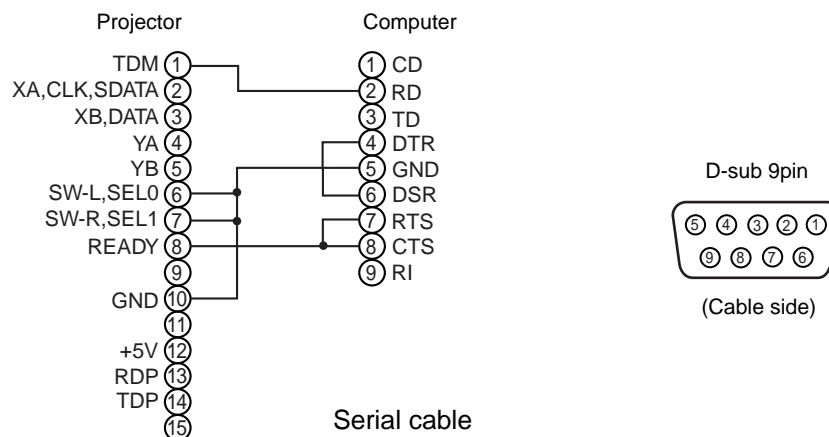 Projector
TDM 1
XA,CLK,SDATA 2
XB,DATA 3
YA 4
YB 5
SW-L,SEL0 6
SW-R,SEL1 7
READY 8
9
GND 10
11
+5V 12
RDP 13
TDP 14
15
Computer
1 CD
2 RD
3 TD
4 DTR
5 GND
6 DSR
7 RTS
8 CTS
9 RI
Serial cable
D-sub 9pin
5 4 3 2 1
9 8 7 6
(Cable side)